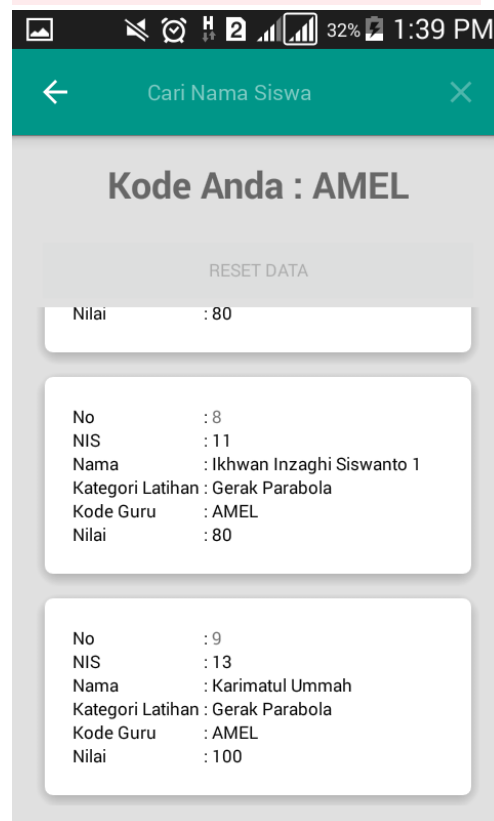 H 2 32% 1:39 PM
Cari Nama Siswa
Kode Anda : AMEL
RESET DATA
Nilai : 80
No : 8
NIS : 11
Nama : Ikhwan Inzaghi Siswanto 1
Kategori Latihan : Gerak Parabola
Kode Guru : AMEL
Nilai : 80
No : 9
NIS : 13
Nama : Karimatul Ummah
Kategori Latihan : Gerak Parabola
Kode Guru : AMEL
Nilai : 100